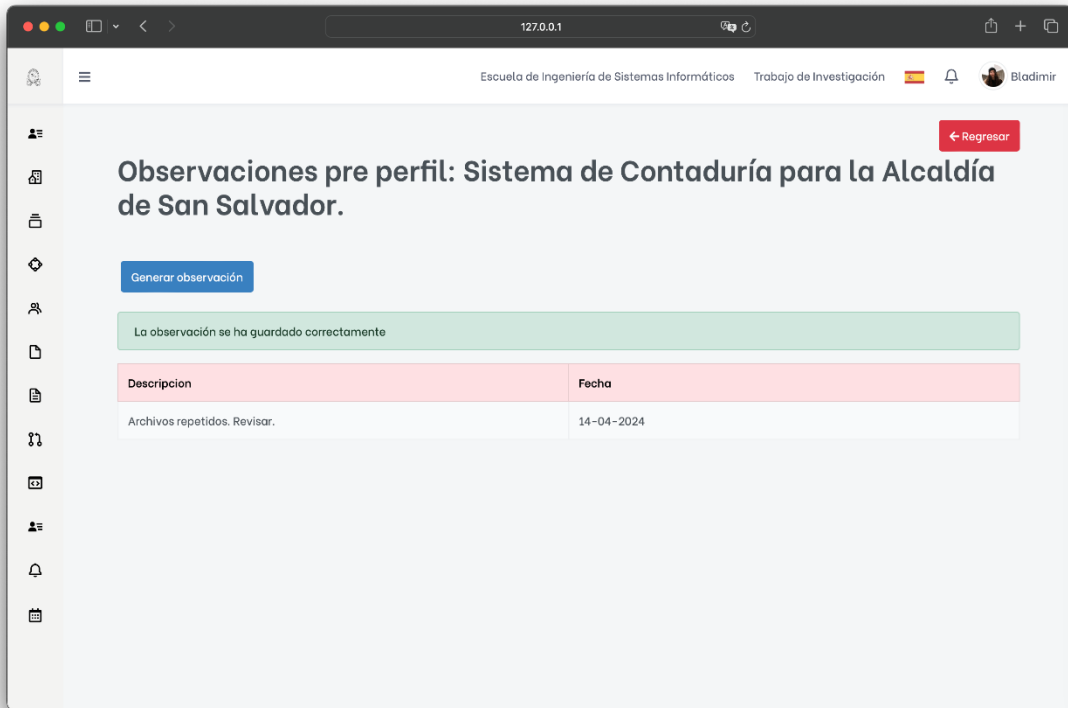 127.0.0.1
Escuela de Ingeniería de Sistemas Informáticos Trabajo de Investigación Bladimir
Regresar
Observaciones pre perfil: Sistema de Contaduría para la Alcaldía
de San Salvador.
Generar observación
La observación se ha guardado correctamente
Descripcion Fecha
Archivos repetidos. Revisar. 14-04-2024